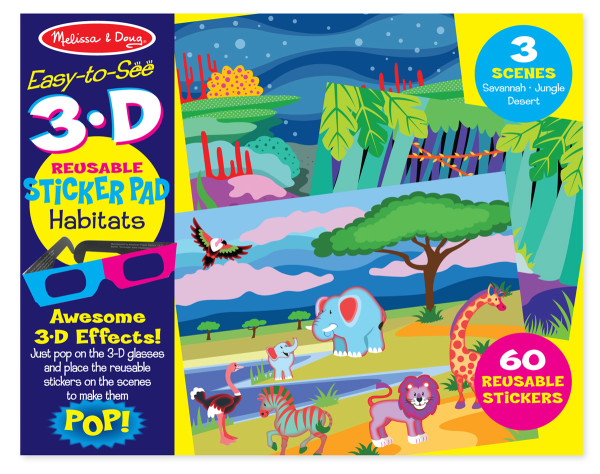 Melissa & Doug.
Easy-to-See
3•D
REUSABLE
STICKER PAD
Habitats
Awesome
3•D Effects!
Just pop on the 3-D glasses
and place the reusable
stickers on the scenes
to make them
POP!
3
SCENES
Savannah • Jungle
Desert
60
REUSABLE
STICKERS